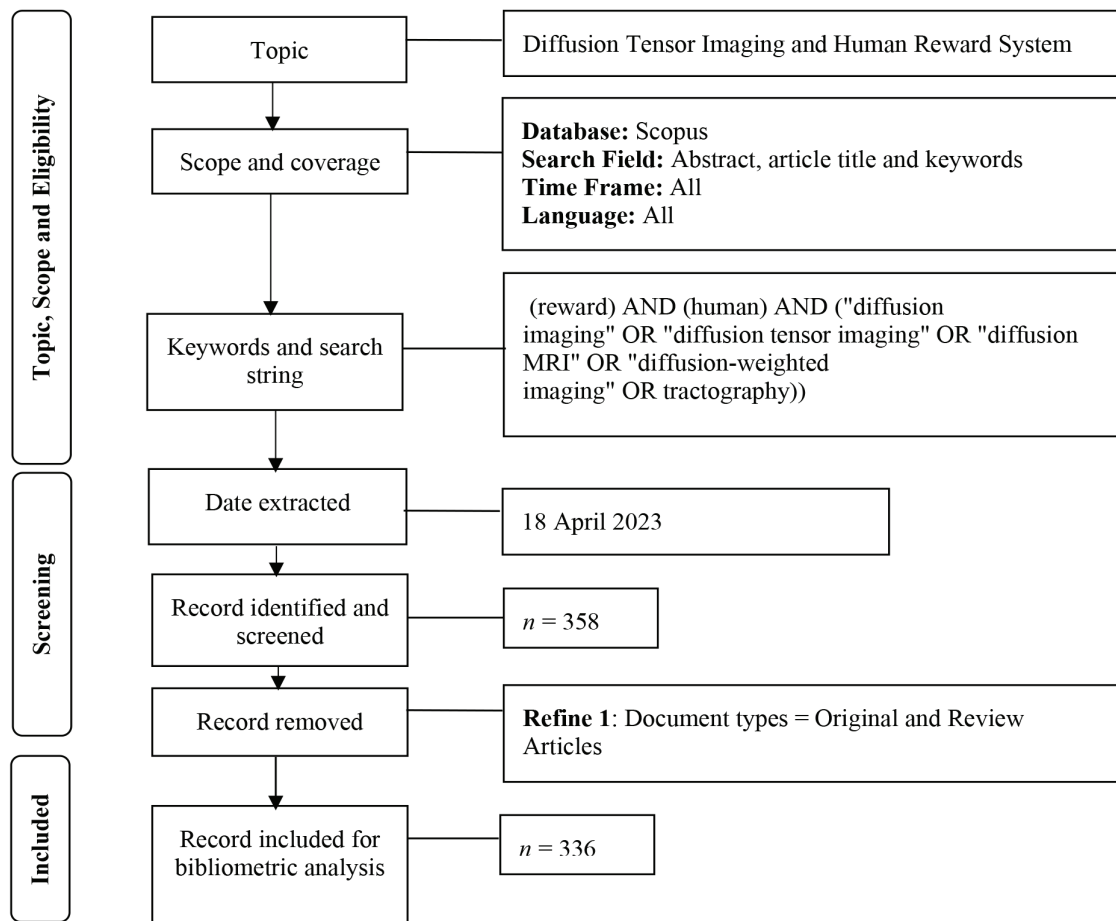 Topic, Scope and Eligibility
Topic
Diffusion Tensor Imaging and Human Reward System
Scope and coverage
Database: Scopus
Search Field: Abstract, article title and keywords
Time Frame: All
Language: All
Keywords and search
string
(reward) AND (human) AND ("diffusion
imaging" OR "diffusion tensor imaging" OR "diffusion
MRI" OR "diffusion-weighted
imaging" OR tractography))
Screening
Date extracted
18 April 2023
Record identified and
screened
n = 358
Record removed
Refine 1: Document types = Original and Review
Articles
Included
Record included for
bibliometric analysis
n = 336